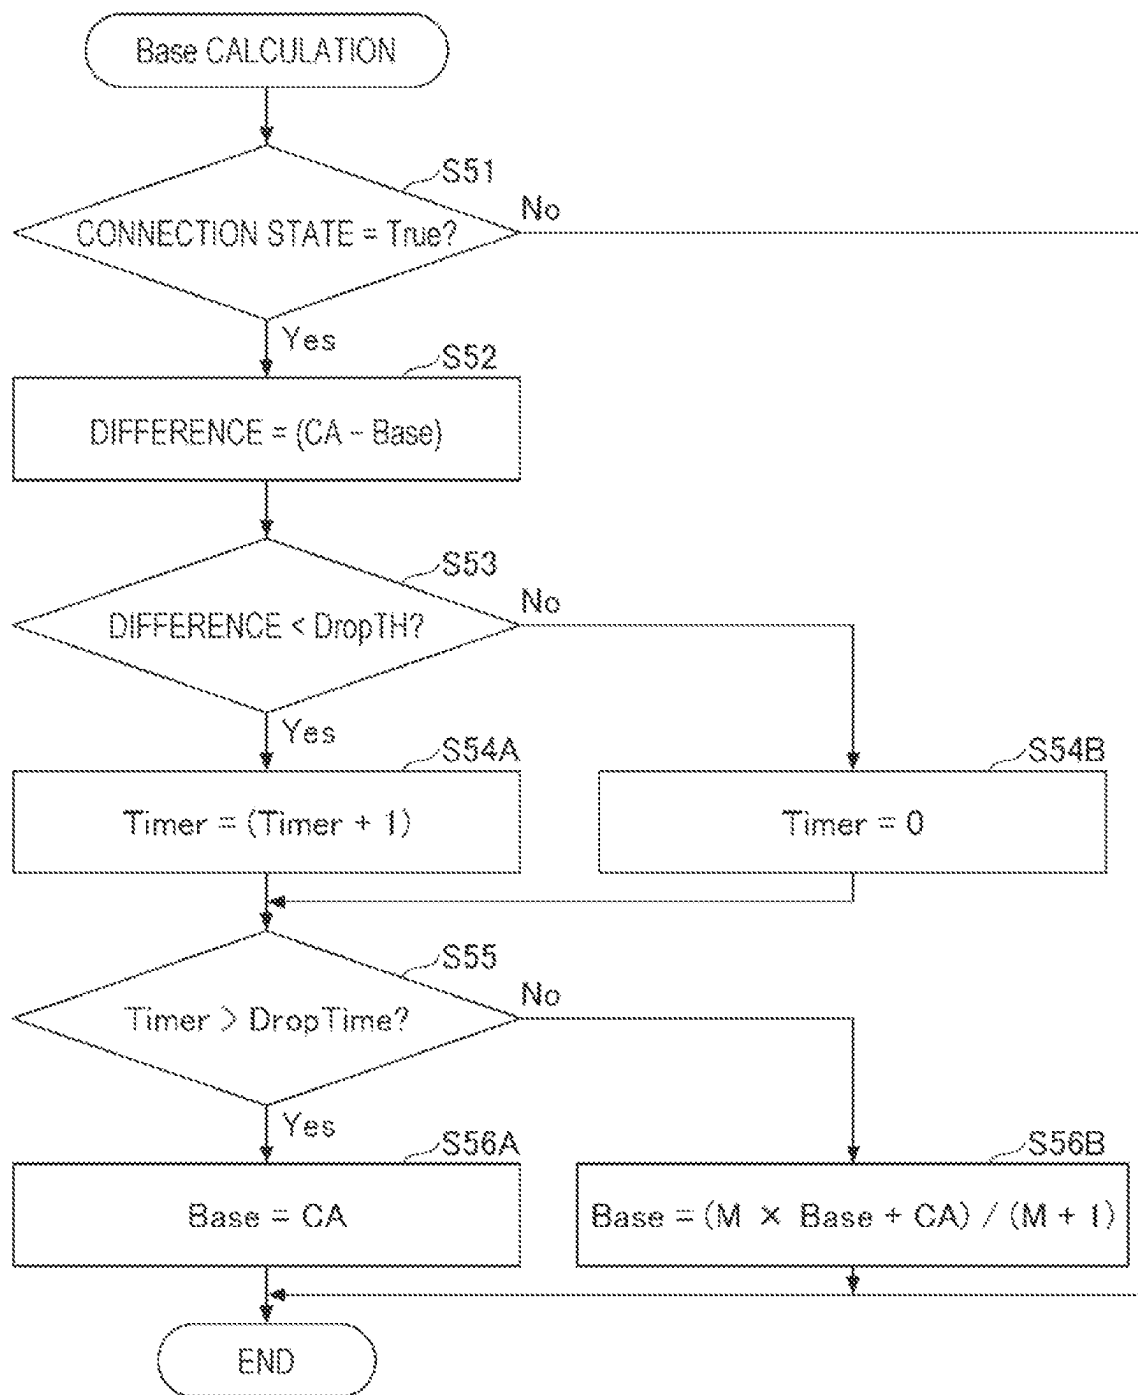 Base CALCULATION
S51
CONNECTION STATE = True?
No
Yes
S52
DIFFERENCE = (CA - Base)
S53
DIFFERENCE < DropTH?
No
Yes
S54A
Timer = (Timer + 1)
S54B
Timer = 0
S55
Timer > DropTime?
No
Yes
S56A
Base = CA
S56B
Base = (M × Base + CA) / (M + 1)
END